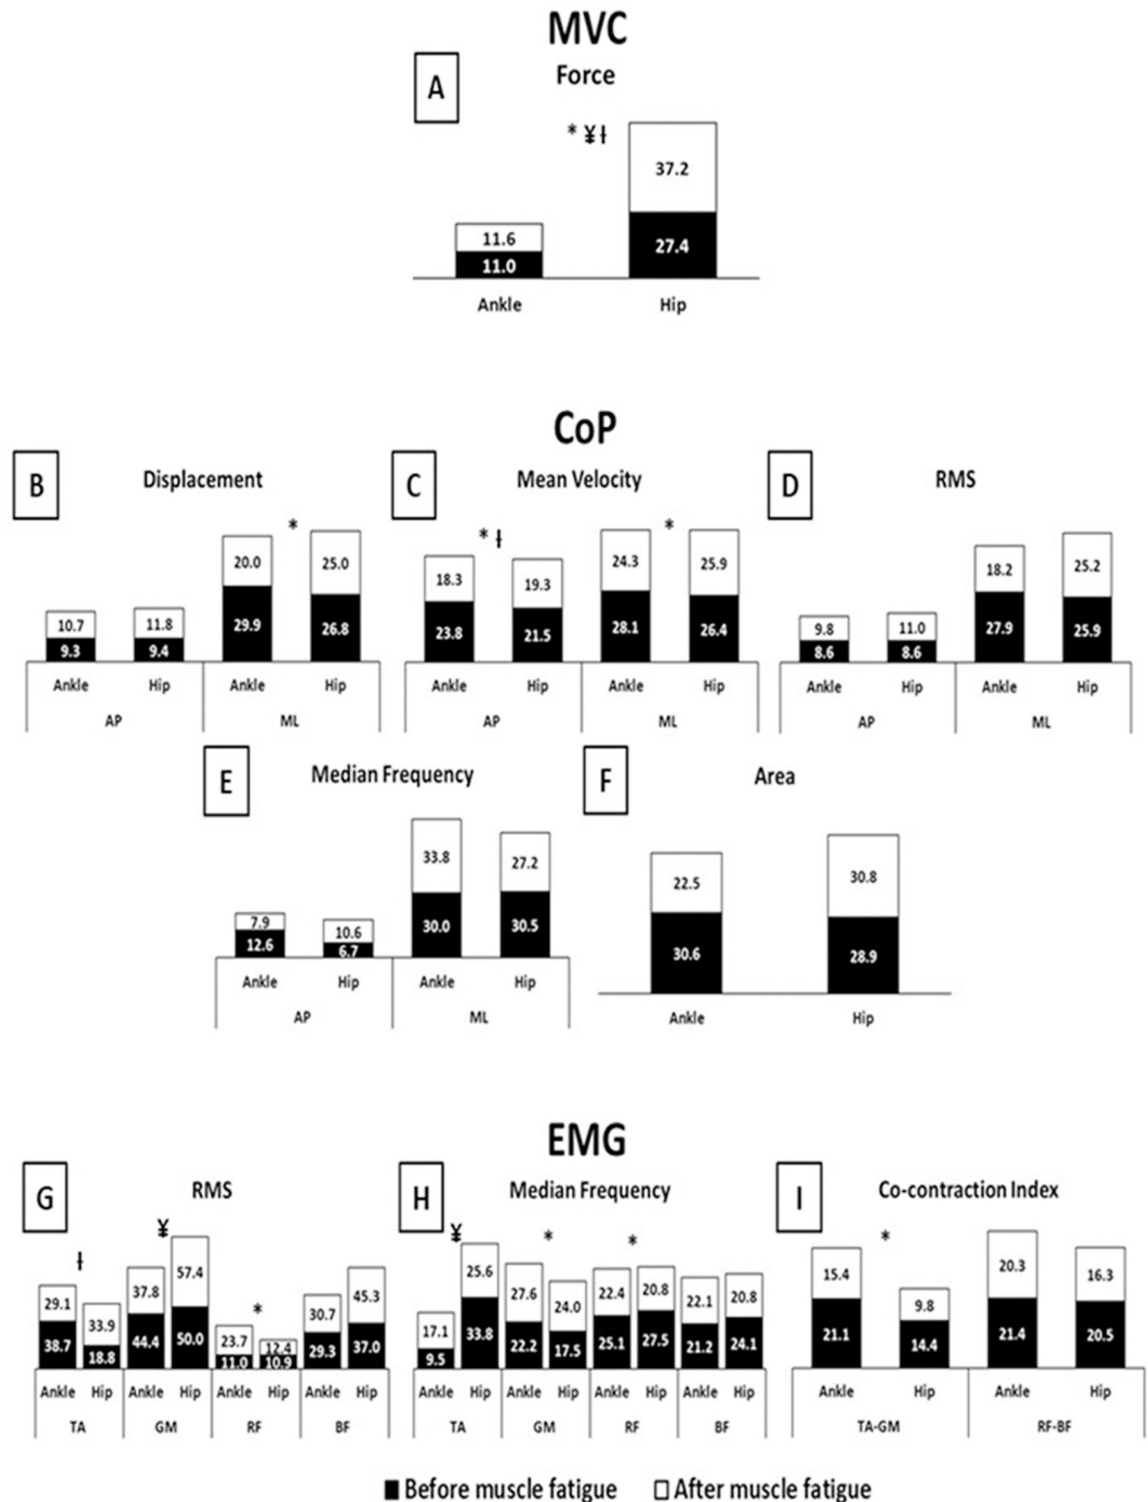 MVC
A
Force
* ¥ ƚ
37.2
11.6
27.4
11.0
Ankle Hip
CoP
B Displacement
*
20.0 25.0
10.7 11.8
29.9 26.8
9.3 9.4
Ankle Hip Ankle Hip
AP ML
C Mean Velocity
* ƚ *
18.3 19.3 24.3 25.9
23.8 21.5 28.1 26.4
Ankle Hip Ankle Hip
AP ML
D RMS
18.2 25.2
9.8 11.0
27.9 25.9
8.6 8.6
Ankle Hip Ankle Hip
AP ML
E Median Frequency
33.8 27.2
7.9 10.6
12.6 6.7 30.0 30.5
Ankle Hip Ankle Hip
AP ML
F Area
22.5 30.8
30.6 28.9
Ankle Hip
EMG
G RMS
ƚ ¥ *
29.1 33.9 37.8 57.4 23.7 12.4 30.7 45.3
38.7 18.8 44.4 50.0 11.0 10.9 29.3 37.0
Ankle Hip Ankle Hip Ankle Hip Ankle Hip
TA GM RF BF
H Median Frequency
¥ * *
17.1 25.6 27.6 24.0 22.4 20.8 22.1 20.8
9.5 33.8 22.2 17.5 25.1 27.5 21.2 24.1
Ankle Hip Ankle Hip Ankle Hip Ankle Hip
TA GM RF BF
I Co-contraction Index
*
15.4 9.8 20.3 16.3
21.1 14.4 21.4 20.5
Ankle Hip Ankle Hip
TA-GM RF-BF
Before muscle fatigue After muscle fatigue